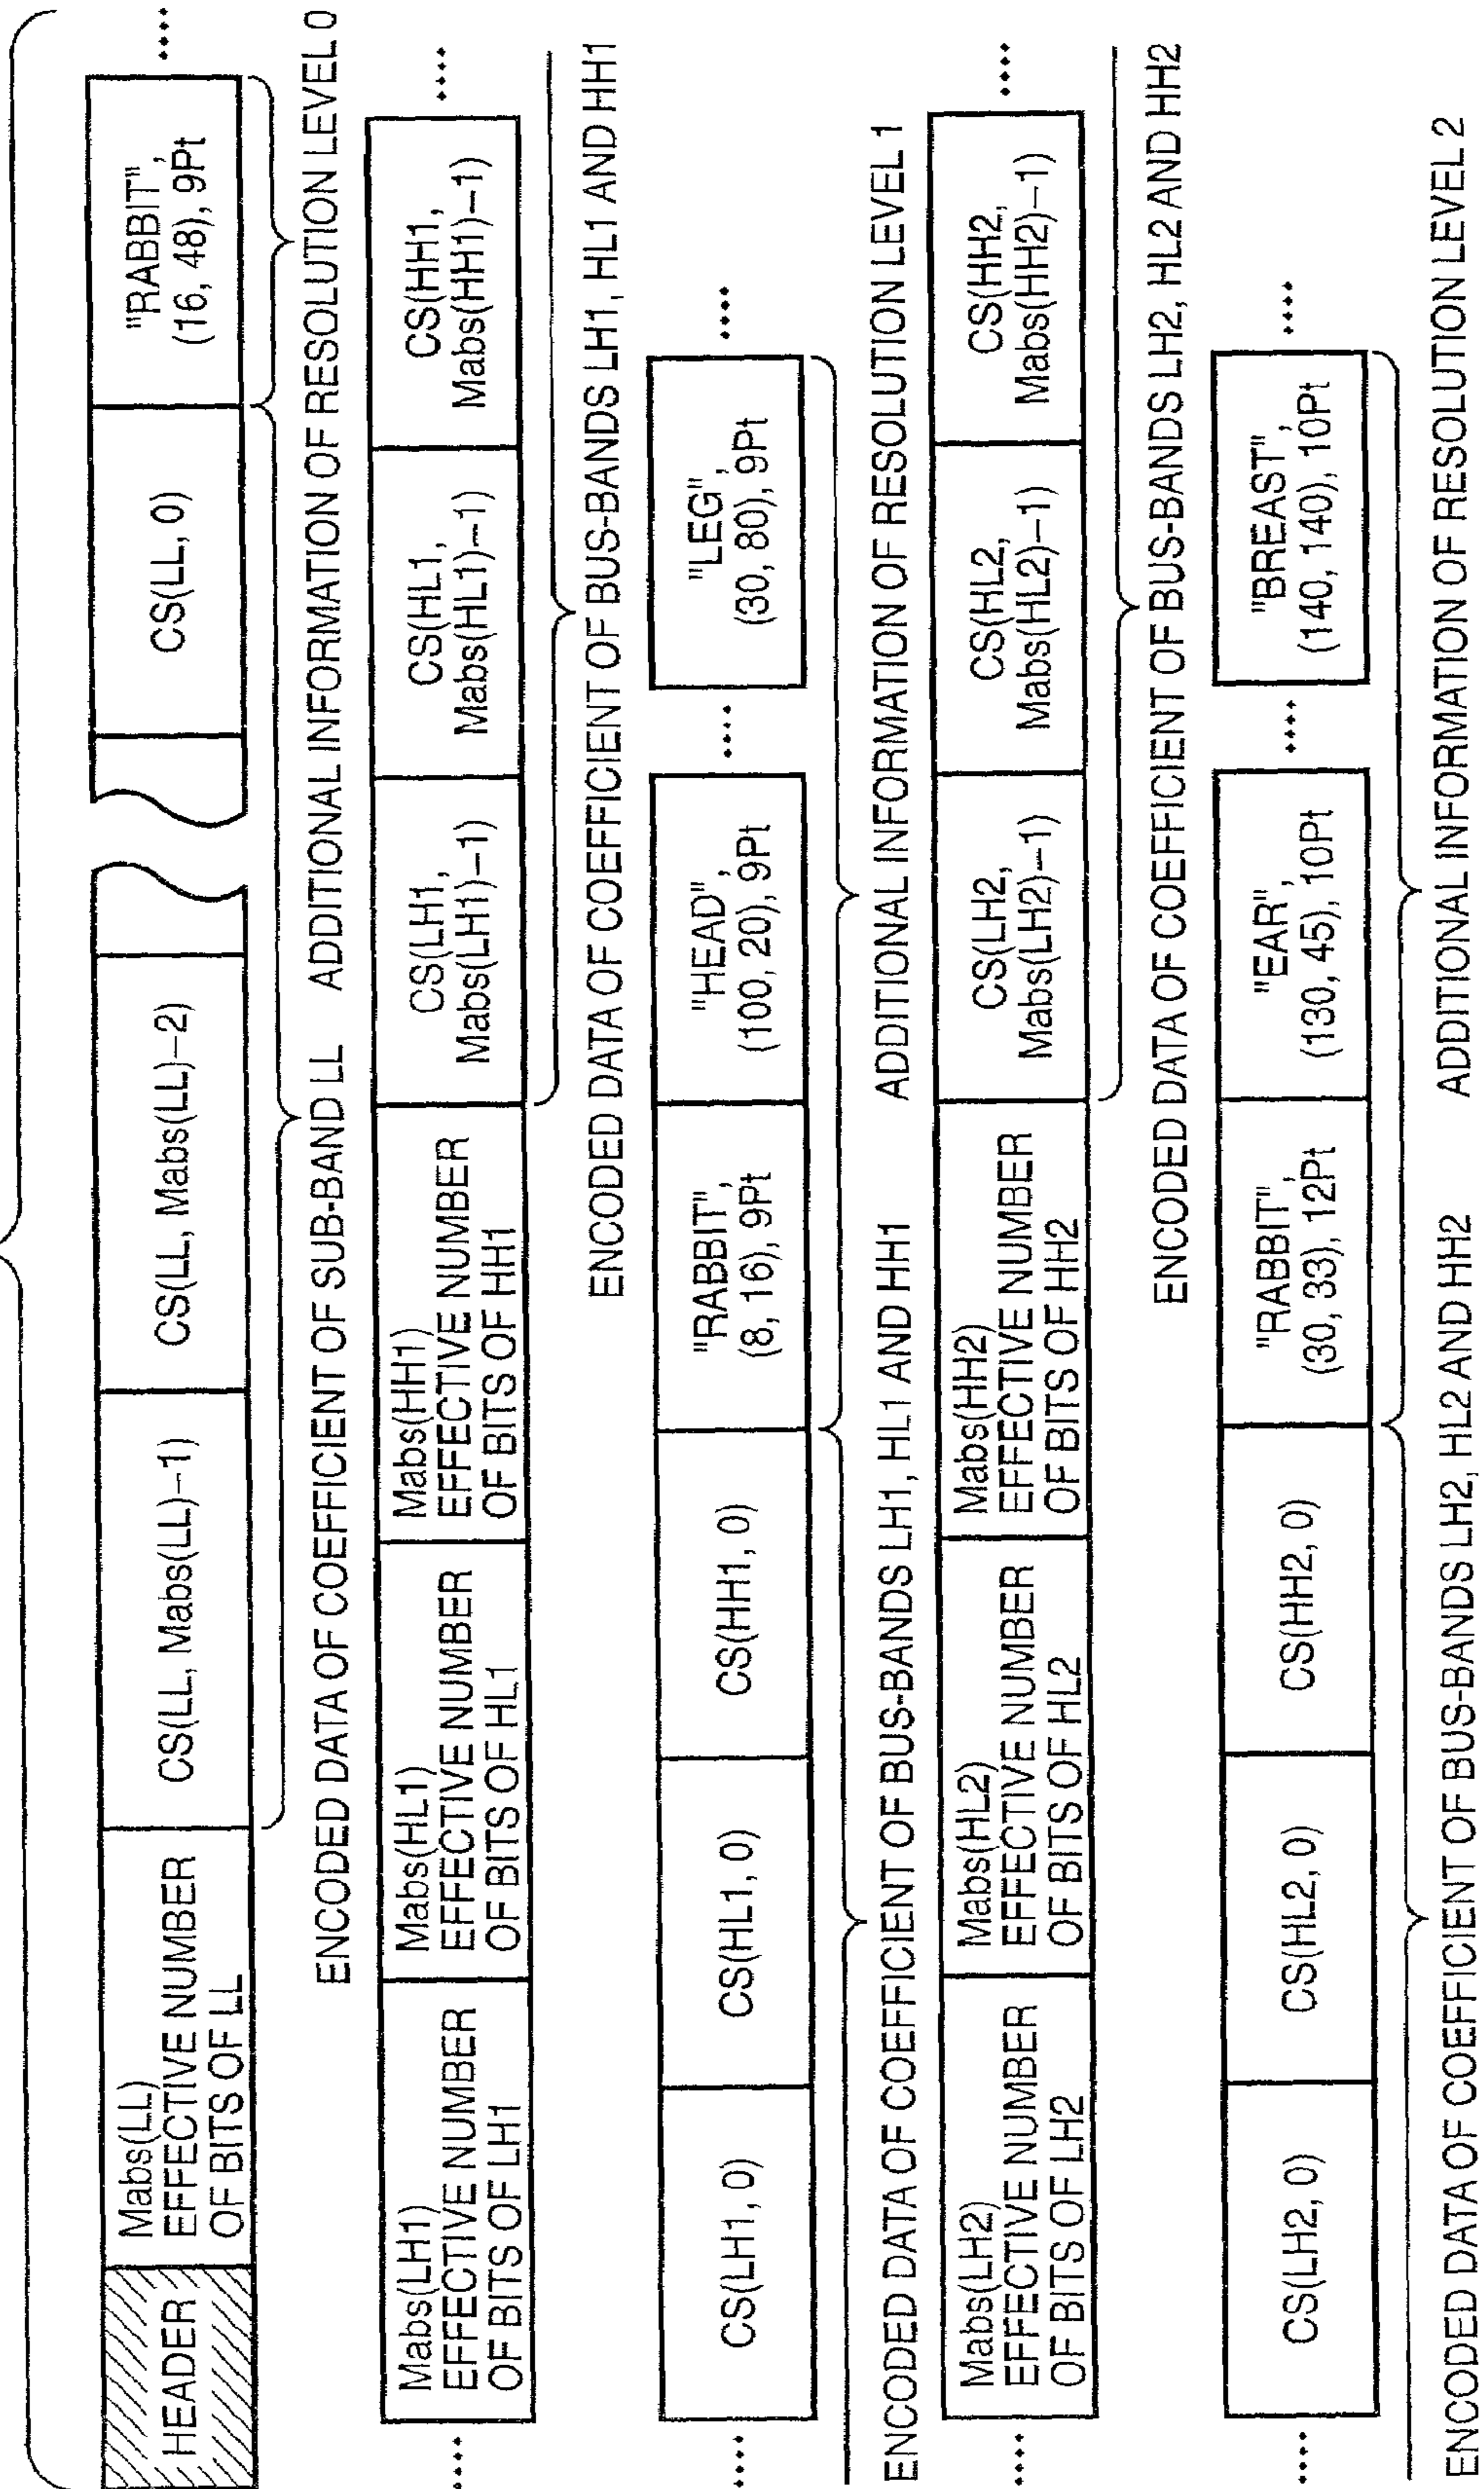 HEADER
Mabs(LL)
EFFECTIVE NUMBER
OF BITS OF LL
CS(LL, Mabs(LL)−1)
CS(LL, Mabs(LL)−2)
CS(LL, 0)
"RABBIT",
(16, 48), 9Pt
....
ENCODED DATA OF COEFFICIENT OF SUB-BAND LL
ADDITIONAL INFORMATION OF RESOLUTION LEVEL 0
....
Mabs(LH1)
EFFECTIVE NUMBER
OF BITS OF LH1
Mabs(HL1)
EFFECTIVE NUMBER
OF BITS OF HL1
Mabs(HH1)
EFFECTIVE NUMBER
OF BITS OF HH1
CS(LH1,
Mabs(LH1)−1)
CS(HL1,
Mabs(HL1)−1)
CS(HH1,
Mabs(HH1)−1)
....
ENCODED DATA OF COEFFICIENT OF BUS-BANDS LH1, HL1 AND HH1
....
CS(LH1, 0)
CS(HL1, 0)
CS(HH1, 0)
"RABBIT",
(8, 16), 9Pt
"HEAD",
(100, 20), 9Pt
....
"LEG",
(30, 80), 9Pt
....
ENCODED DATA OF COEFFICIENT OF BUS-BANDS LH1, HL1 AND HH1
ADDITIONAL INFORMATION OF RESOLUTION LEVEL 1
....
Mabs(LH2)
EFFECTIVE NUMBER
OF BITS OF LH2
Mabs(HL2)
EFFECTIVE NUMBER
OF BITS OF HL2
Mabs(HH2)
EFFECTIVE NUMBER
OF BITS OF HH2
CS(LH2,
Mabs(LH2)−1)
CS(HL2,
Mabs(HL2)−1)
CS(HH2,
Mabs(HH2)−1)
....
ENCODED DATA OF COEFFICIENT OF BUS-BANDS LH2, HL2 AND HH2
....
CS(LH2, 0)
CS(HL2, 0)
CS(HH2, 0)
"RABBIT",
(30, 33), 12Pt
"EAR",
(130, 45), 10Pt
....
"BREAST",
(140, 140), 10Pt
....
ENCODED DATA OF COEFFICIENT OF BUS-BANDS LH2, HL2 AND HH2
ADDITIONAL INFORMATION OF RESOLUTION LEVEL 2